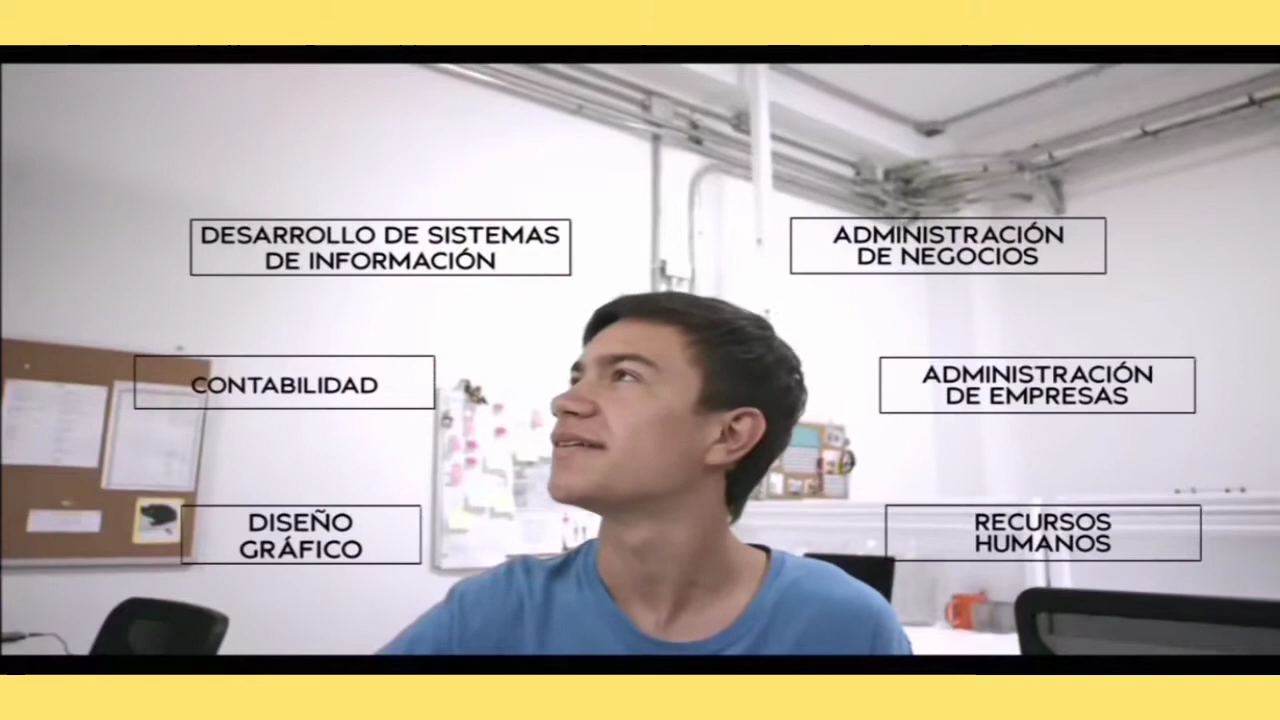 DESARROLLO DE SISTEMAS
DE INFORMACIÓN
ADMINISTRACIÓN
DE NEGOCIOS
CONTABILIDAD
ADMINISTRACIÓN
DE EMPRESAS
DISEÑO
GRÁFICO
RECURSOS
HUMANOS